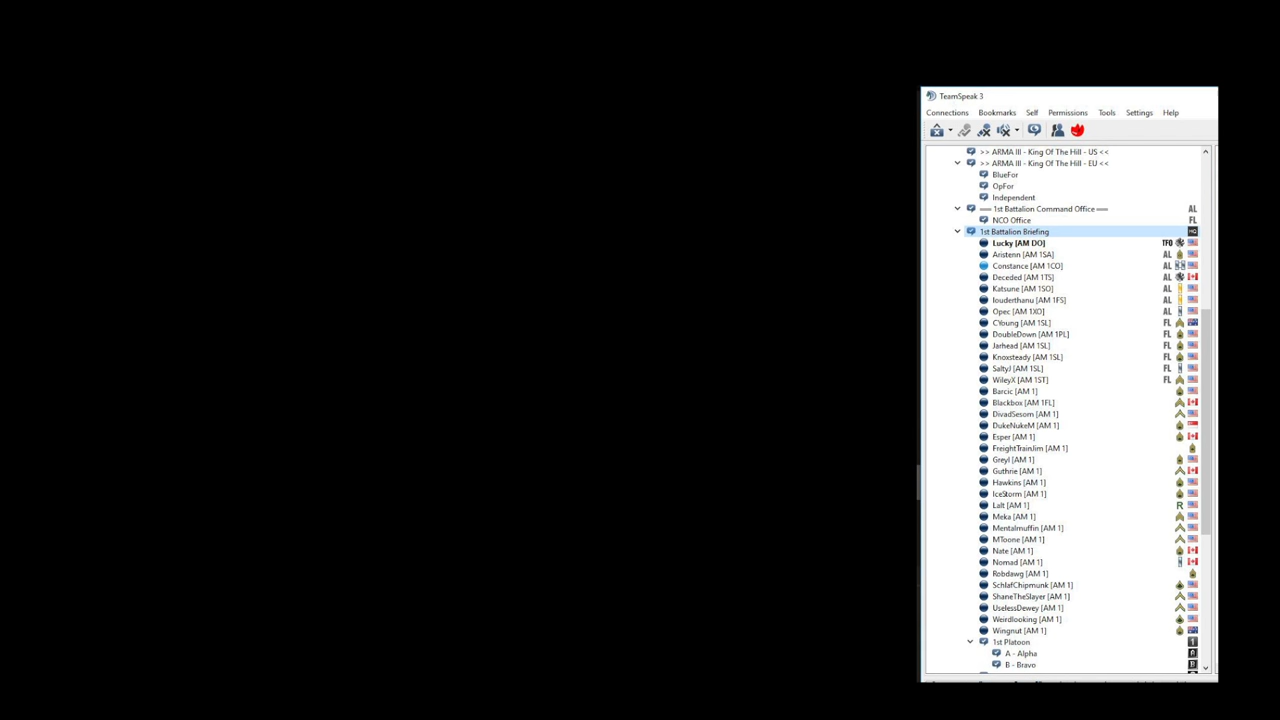 TeamSpeak 3
Connections Bookmarks Self Permissions Tools Settings Help
>> ARMA III - King Of The Hill - US <<
>> ARMA III - King Of The Hill - EU <<
BlueFor
OpFor
Independent
══ 1st Battalion Command Office ══ AL
NCO Office FL
1st Battalion Briefing HQ
Lucky [AM DO] TFO
Aristenn [AM 1SA] AL
Constance [AM 1CO] AL
Deceded [AM 1TS] AL
Katsune [AM 1SO] AL
louderthanu [AM 1FS] AL
Opec [AM 1XO] AL
CYoung [AM 1SL] FL
DoubleDown [AM 1PL] FL
Jarhead [AM 1SL] FL
Knoxsteady [AM 1SL] FL
SaltyJ [AM 1SL] FL
WileyX [AM 1ST] FL
Barcic [AM 1]
Blackbox [AM 1FL]
DivadSesom [AM 1]
DukeNukeM [AM 1]
Esper [AM 1]
FreightTrainJim [AM 1]
Greyl [AM 1]
Guthrie [AM 1]
Hawkins [AM 1]
IceStorm [AM 1]
Lalt [AM 1] R
Meka [AM 1]
Mentalmuffin [AM 1]
MToone [AM 1]
Nate [AM 1]
Nomad [AM 1]
Robdawg [AM 1]
SchlafChipmunk [AM 1]
ShaneTheSlayer [AM 1]
UselessDewey [AM 1]
Weirdlooking [AM 1]
Wingnut [AM 1]
1st Platoon 1
A - Alpha A
B - Bravo B